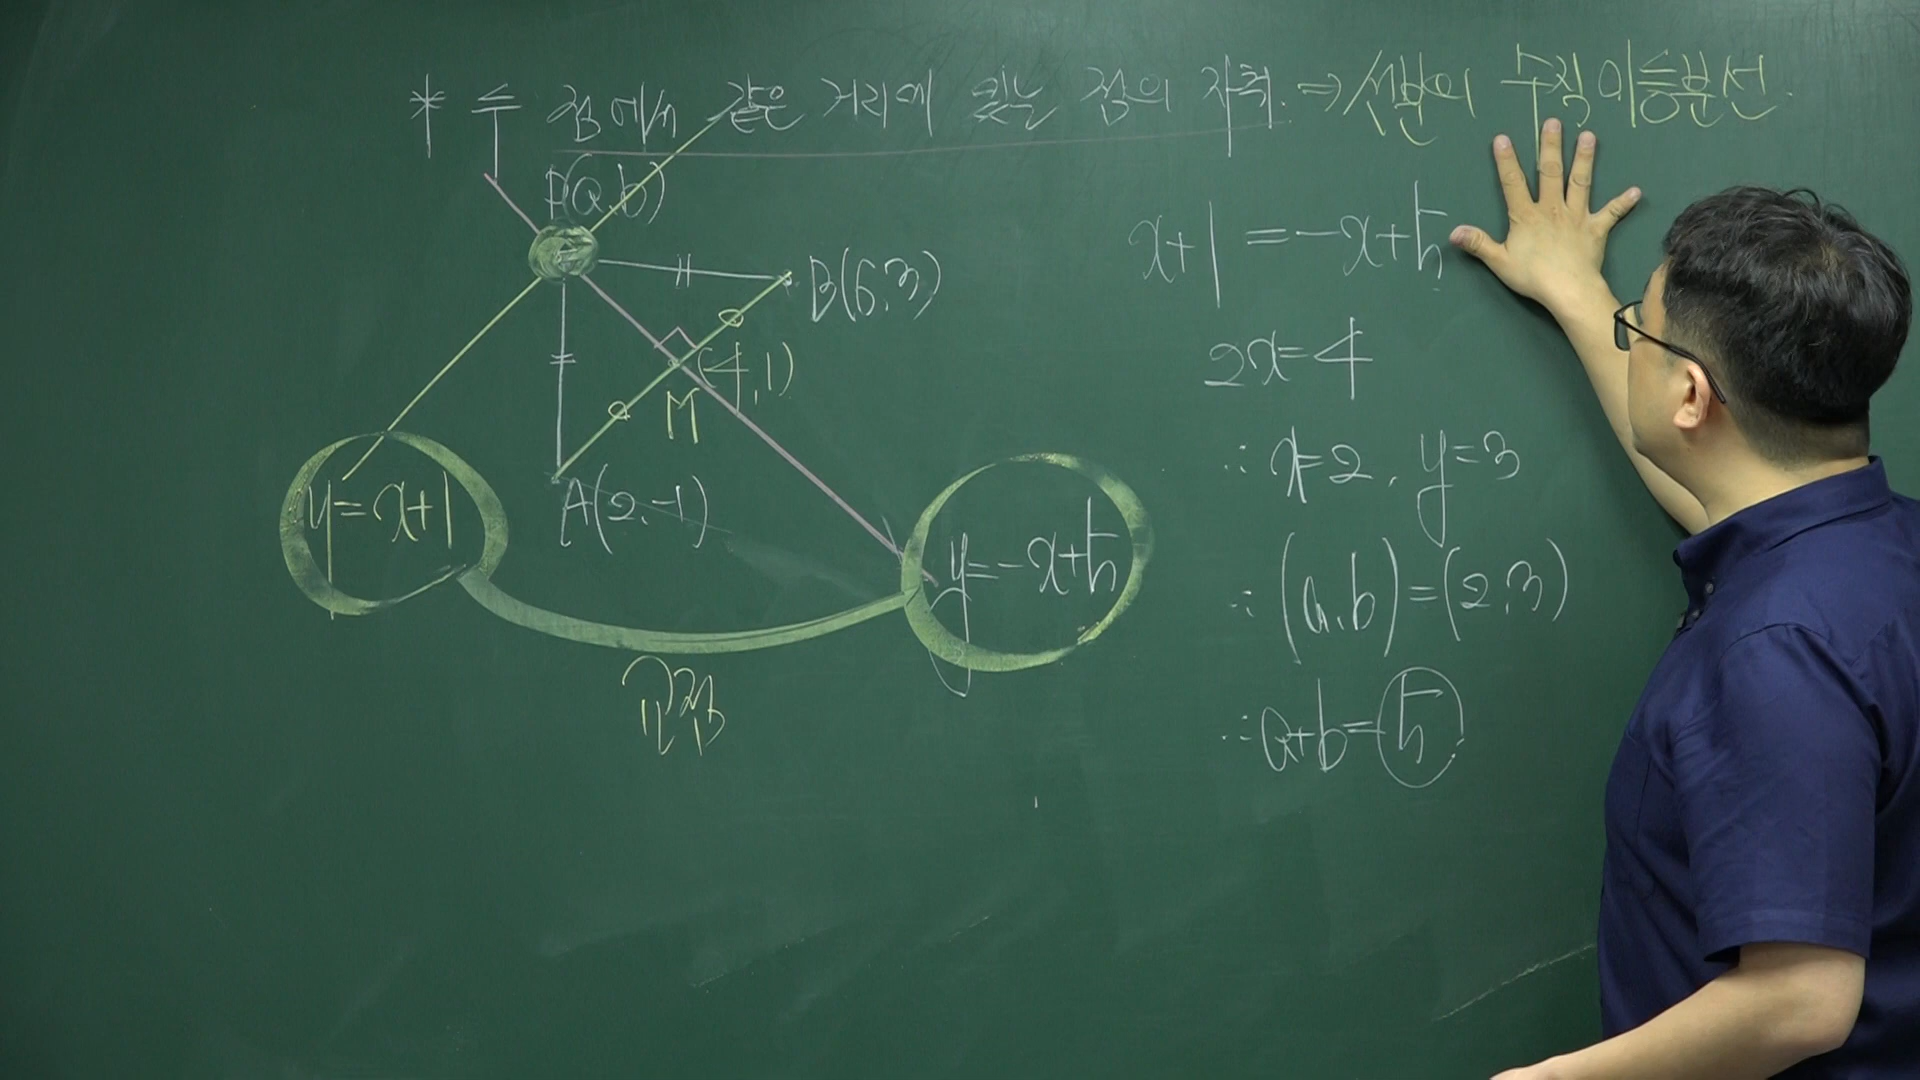 * 두 점에서 같은 거리에 있는 점의 자취. ⇒ 선분의 수직이등분선.
P(a,b)
B(6,3)
(4,1)
M
A(2,-1)
y=x+1
y=-x+5
교점
x+1=-x+5
2x=4
∴ x=2, y=3
∴ (a,b)=(2,3)
∴ a+b=5